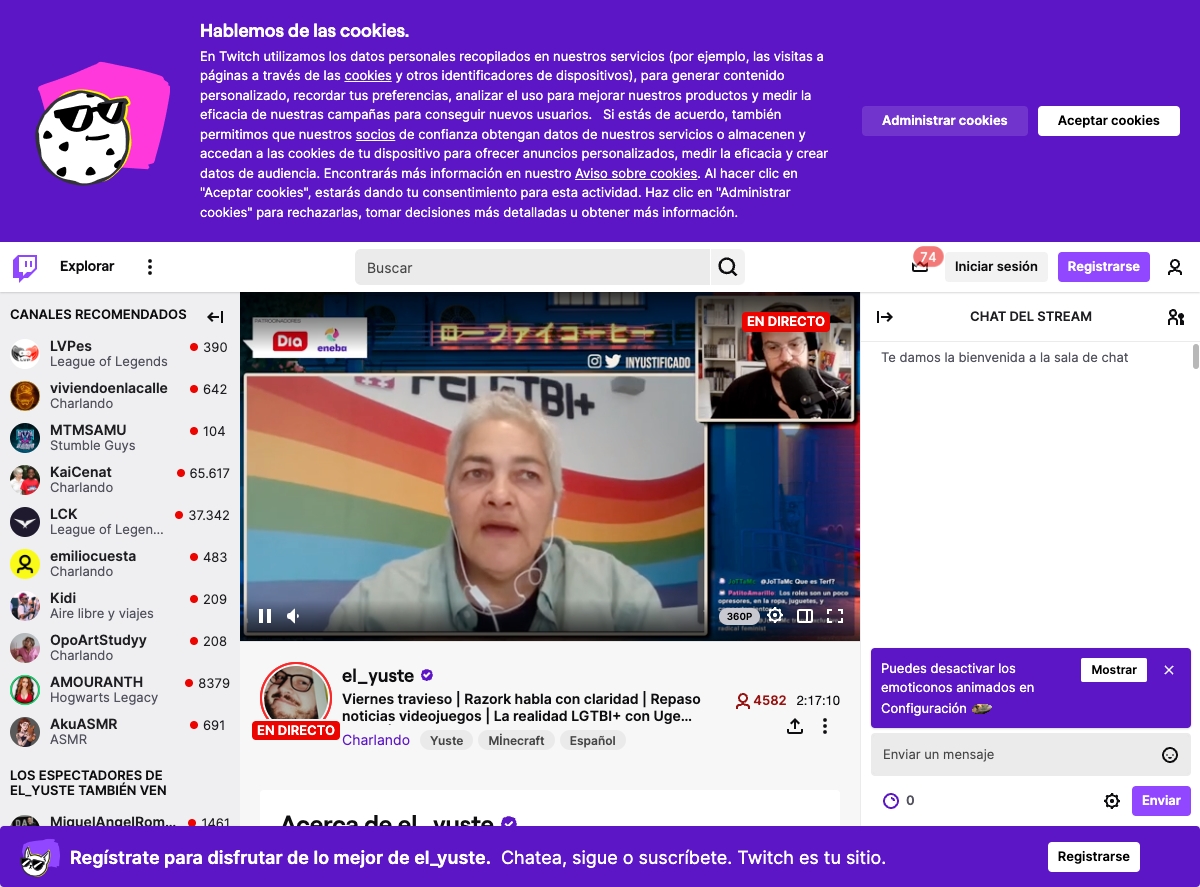 Hablemos de las cookies.
En Twitch utilizamos los datos personales recopilados en nuestros servicios (por ejemplo, las visitas a
páginas a través de las cookies y otros identificadores de dispositivos), para generar contenido
personalizado, recordar tus preferencias, analizar el uso para mejorar nuestros productos y medir la
eficacia de nuestras campañas para conseguir nuevos usuarios. Si estás de acuerdo, también
permitimos que nuestros socios de confianza obtengan datos de nuestros servicios o almacenen y
accedan a las cookies de tu dispositivo para ofrecer anuncios personalizados, medir la eficacia y crear
datos de audiencia. Encontrarás más información en nuestro Aviso sobre cookies. Al hacer clic en
"Aceptar cookies", estarás dando tu consentimiento para esta actividad. Haz clic en "Administrar
cookies" para rechazarlas, tomar decisiones más detalladas u obtener más información.
Administrar cookies
Aceptar cookies
Explorar
Buscar
74
Iniciar sesión
Registrarse
CANALES RECOMENDADOS
LVPes
390
League of Legends
viviendoenlacalle
642
Charlando
MTMSAMU
104
Stumble Guys
KaiCenat
65.617
Charlando
LCK
37.342
League of Legen...
emiliocuesta
483
Charlando
Kidi
209
Aire libre y viajes
OpoArtStudyy
208
Charlando
AMOURANTH
8379
Hogwarts Legacy
AkuASMR
691
ASMR
LOS ESPECTADORES DE
EL_YUSTE TAMBIÉN VEN
MiguelAngelRom...
1461
PATROCINADORES
Dia
eneba
ローファイコーヒー
INYUSTIFICADO
EN DIRECTO
FELGTBI+
JoTTaMc @JoTTaMc Que es Terf?
PatitoAmarillo: Los roles son un poco
opresores, en la ropa, juguetes, y
radical feminist
360P
el_yuste
Viernes travieso | Razork habla con claridad | Repaso
noticias videojuegos | La realidad LGTBI+ con Uge...
4582
2:17:10
EN DIRECTO
Charlando
Yuste
Minecraft
Español
Acerca de el_yuste
CHAT DEL STREAM
Te damos la bienvenida a la sala de chat
Puedes desactivar los
emoticonos animados en
Configuración
Mostrar
Enviar un mensaje
0
Enviar
Regístrate para disfrutar de lo mejor de el_yuste. Chatea, sigue o suscríbete. Twitch es tu sitio.
Registrarse